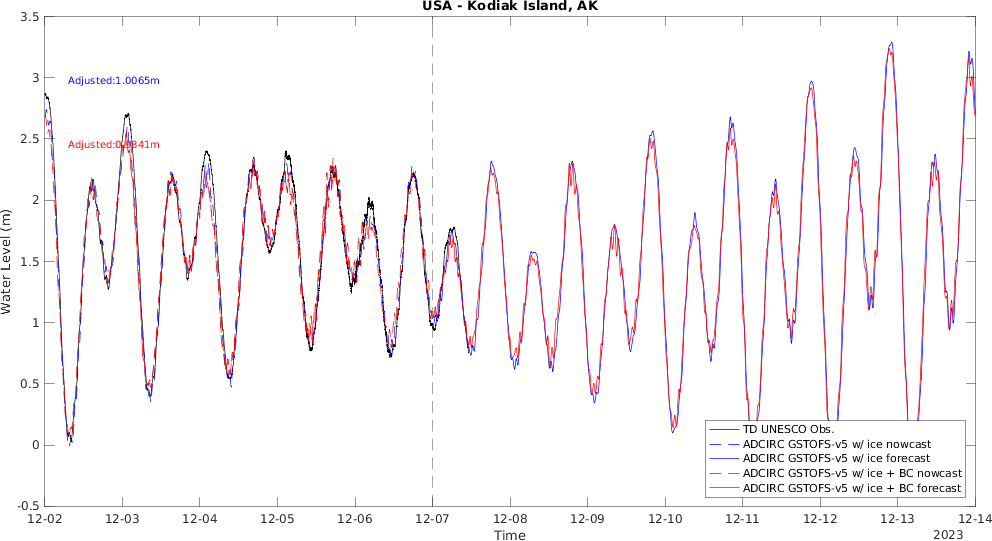 USA - Kodiak Island, AK
Water Level (m)
3.5
3
2.5
2
1.5
1
0.5
0
-0.5
Adjusted:1.0065m
TD UNESCO Obs.
ADCIRC GSTOFS-v5 w/ ice nowcast
ADCIRC GSTOFS-v5 w/ ice forecast
ADCIRC GSTOFS-v5 w/ ice + BC nowcast
ADCIRC GSTOFS-v5 w/ ice + BC forecast
12-02 12-03 12-04 12-05 12-06 12-07 12-08 12-09 12-10 12-11 12-12 12-13 12-14
Time
2023